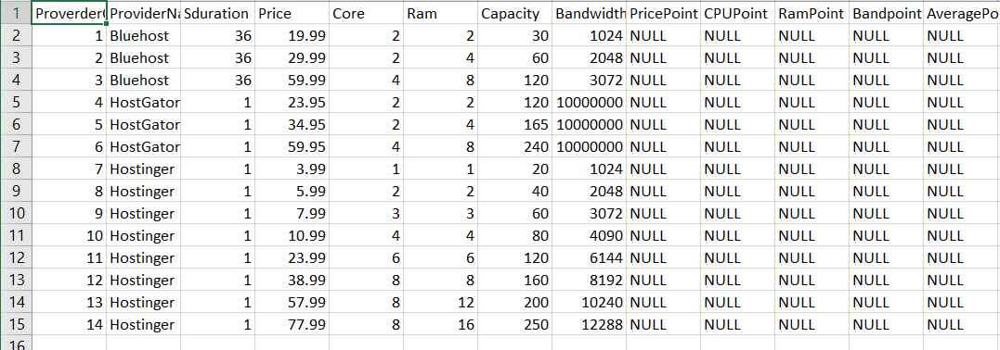 1 Proverder ProviderNa Sduration Price Core Ram Capacity Bandwidth PricePoint CPUPoint RamPoint Bandpoint AveragePo
2 1 Bluehost 36 19.99 2 2 30 1024 NULL NULL NULL NULL NULL
3 2 Bluehost 36 29.99 2 4 60 2048 NULL NULL NULL NULL NULL
4 3 Bluehost 36 59.99 4 8 120 3072 NULL NULL NULL NULL NULL
5 4 HostGator 1 23.95 2 2 120 10000000 NULL NULL NULL NULL NULL
6 5 HostGator 1 34.95 2 4 165 10000000 NULL NULL NULL NULL NULL
7 6 HostGator 1 59.95 4 8 240 10000000 NULL NULL NULL NULL NULL
8 7 Hostinger 1 3.99 1 1 20 1024 NULL NULL NULL NULL NULL
9 8 Hostinger 1 5.99 2 2 40 2048 NULL NULL NULL NULL NULL
10 9 Hostinger 1 7.99 3 3 60 3072 NULL NULL NULL NULL NULL
11 10 Hostinger 1 10.99 4 4 80 4090 NULL NULL NULL NULL NULL
12 11 Hostinger 1 23.99 6 6 120 6144 NULL NULL NULL NULL NULL
13 12 Hostinger 1 38.99 8 8 160 8192 NULL NULL NULL NULL NULL
14 13 Hostinger 1 57.99 8 12 200 10240 NULL NULL NULL NULL NULL
15 14 Hostinger 1 77.99 8 16 250 12288 NULL NULL NULL NULL NULL
16